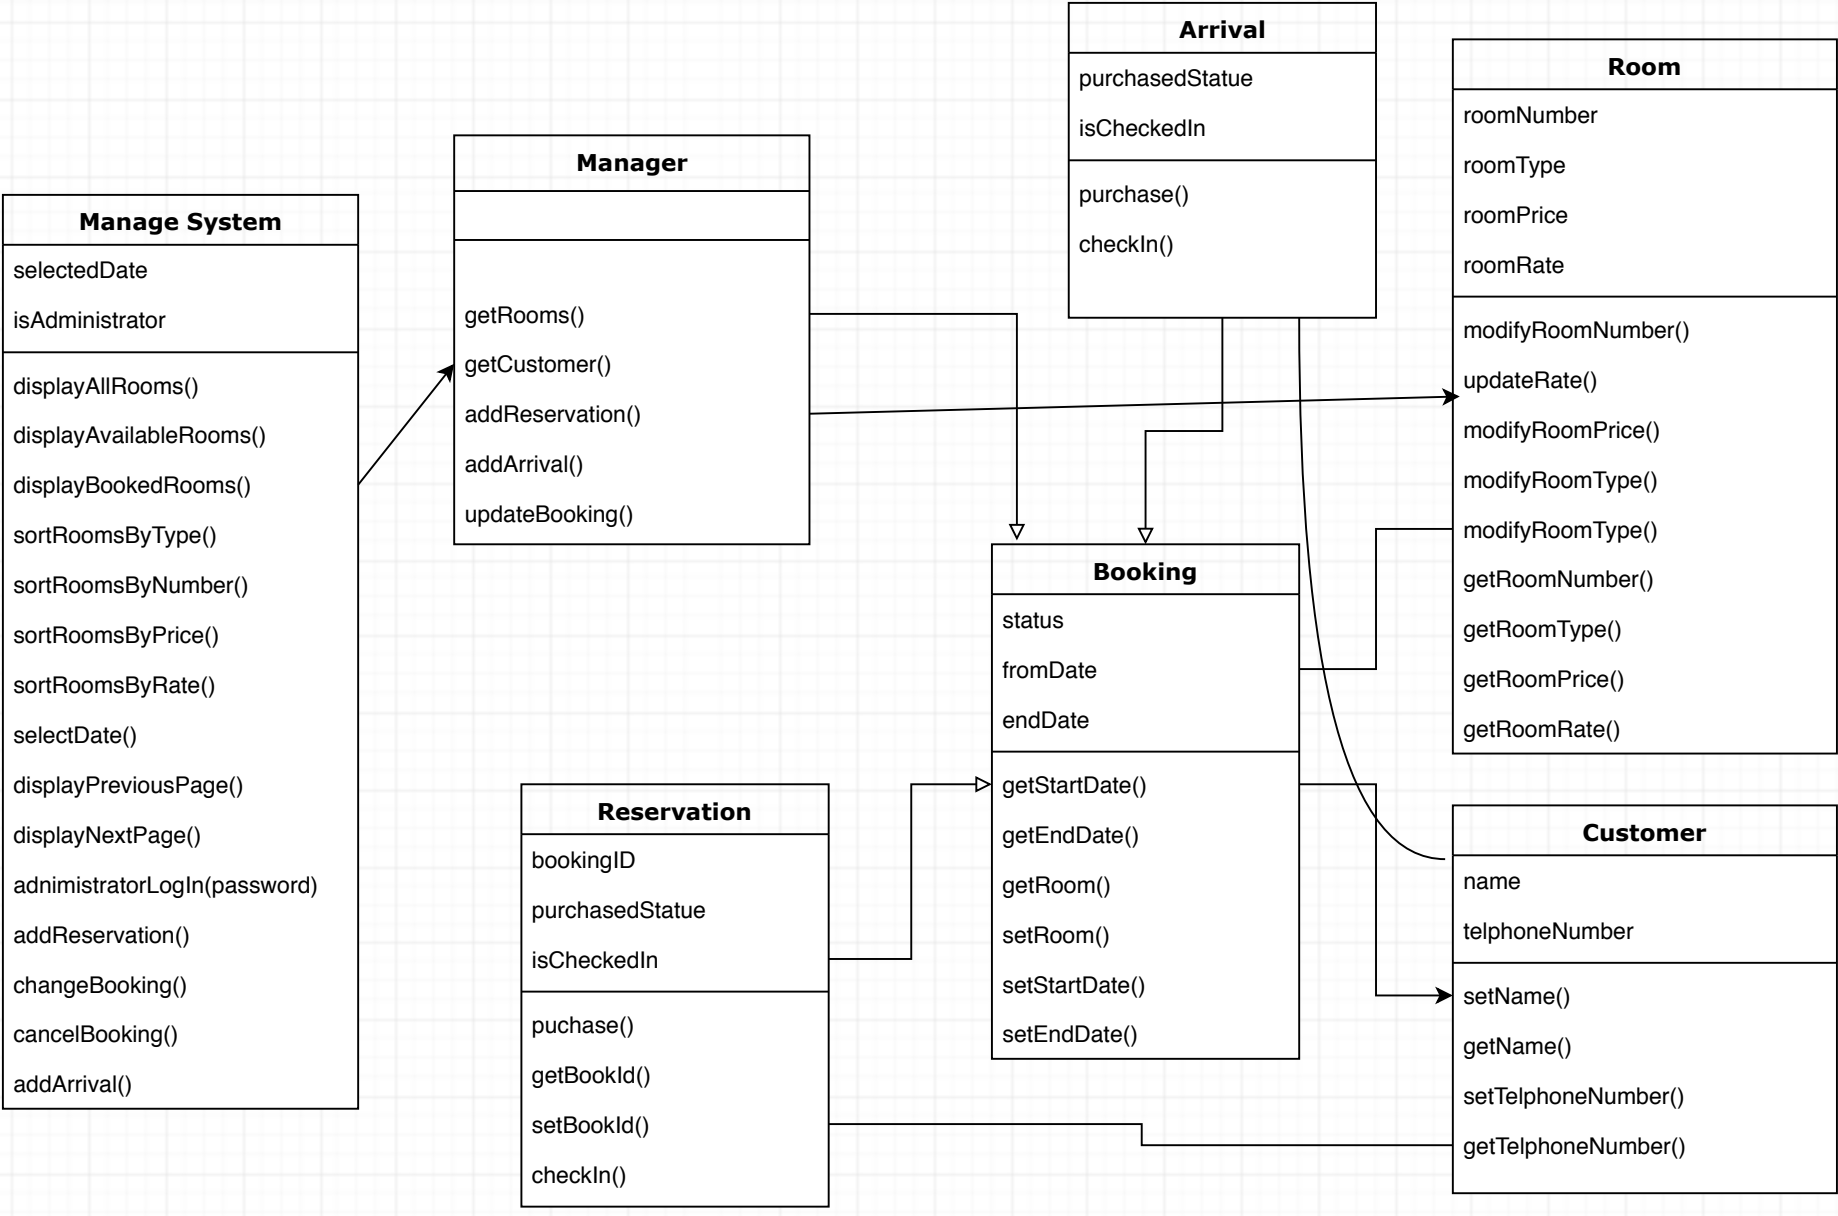 Manage System
selectedDate
isAdministrator
displayAllRooms()
displayAvailableRooms()
displayBookedRooms()
sortRoomsByType()
sortRoomsByNumber()
sortRoomsByPrice()
sortRoomsByRate()
selectDate()
displayPreviousPage()
displayNextPage()
adnimistratorLogIn(password)
addReservation()
changeBooking()
cancelBooking()
addArrival()
Manager
getRooms()
getCustomer()
addReservation()
addArrival()
updateBooking()
Reservation
bookingID
purchasedStatue
isCheckedIn
puchase()
getBookId()
setBookId()
checkIn()
Arrival
purchasedStatue
isCheckedIn
purchase()
checkIn()
Booking
status
fromDate
endDate
getStartDate()
getEndDate()
getRoom()
setRoom()
setStartDate()
setEndDate()
Room
roomNumber
roomType
roomPrice
roomRate
modifyRoomNumber()
updateRate()
modifyRoomPrice()
modifyRoomType()
modifyRoomType()
getRoomNumber()
getRoomType()
getRoomPrice()
getRoomRate()
Customer
name
telphoneNumber
setName()
getName()
setTelphoneNumber()
getTelphoneNumber()